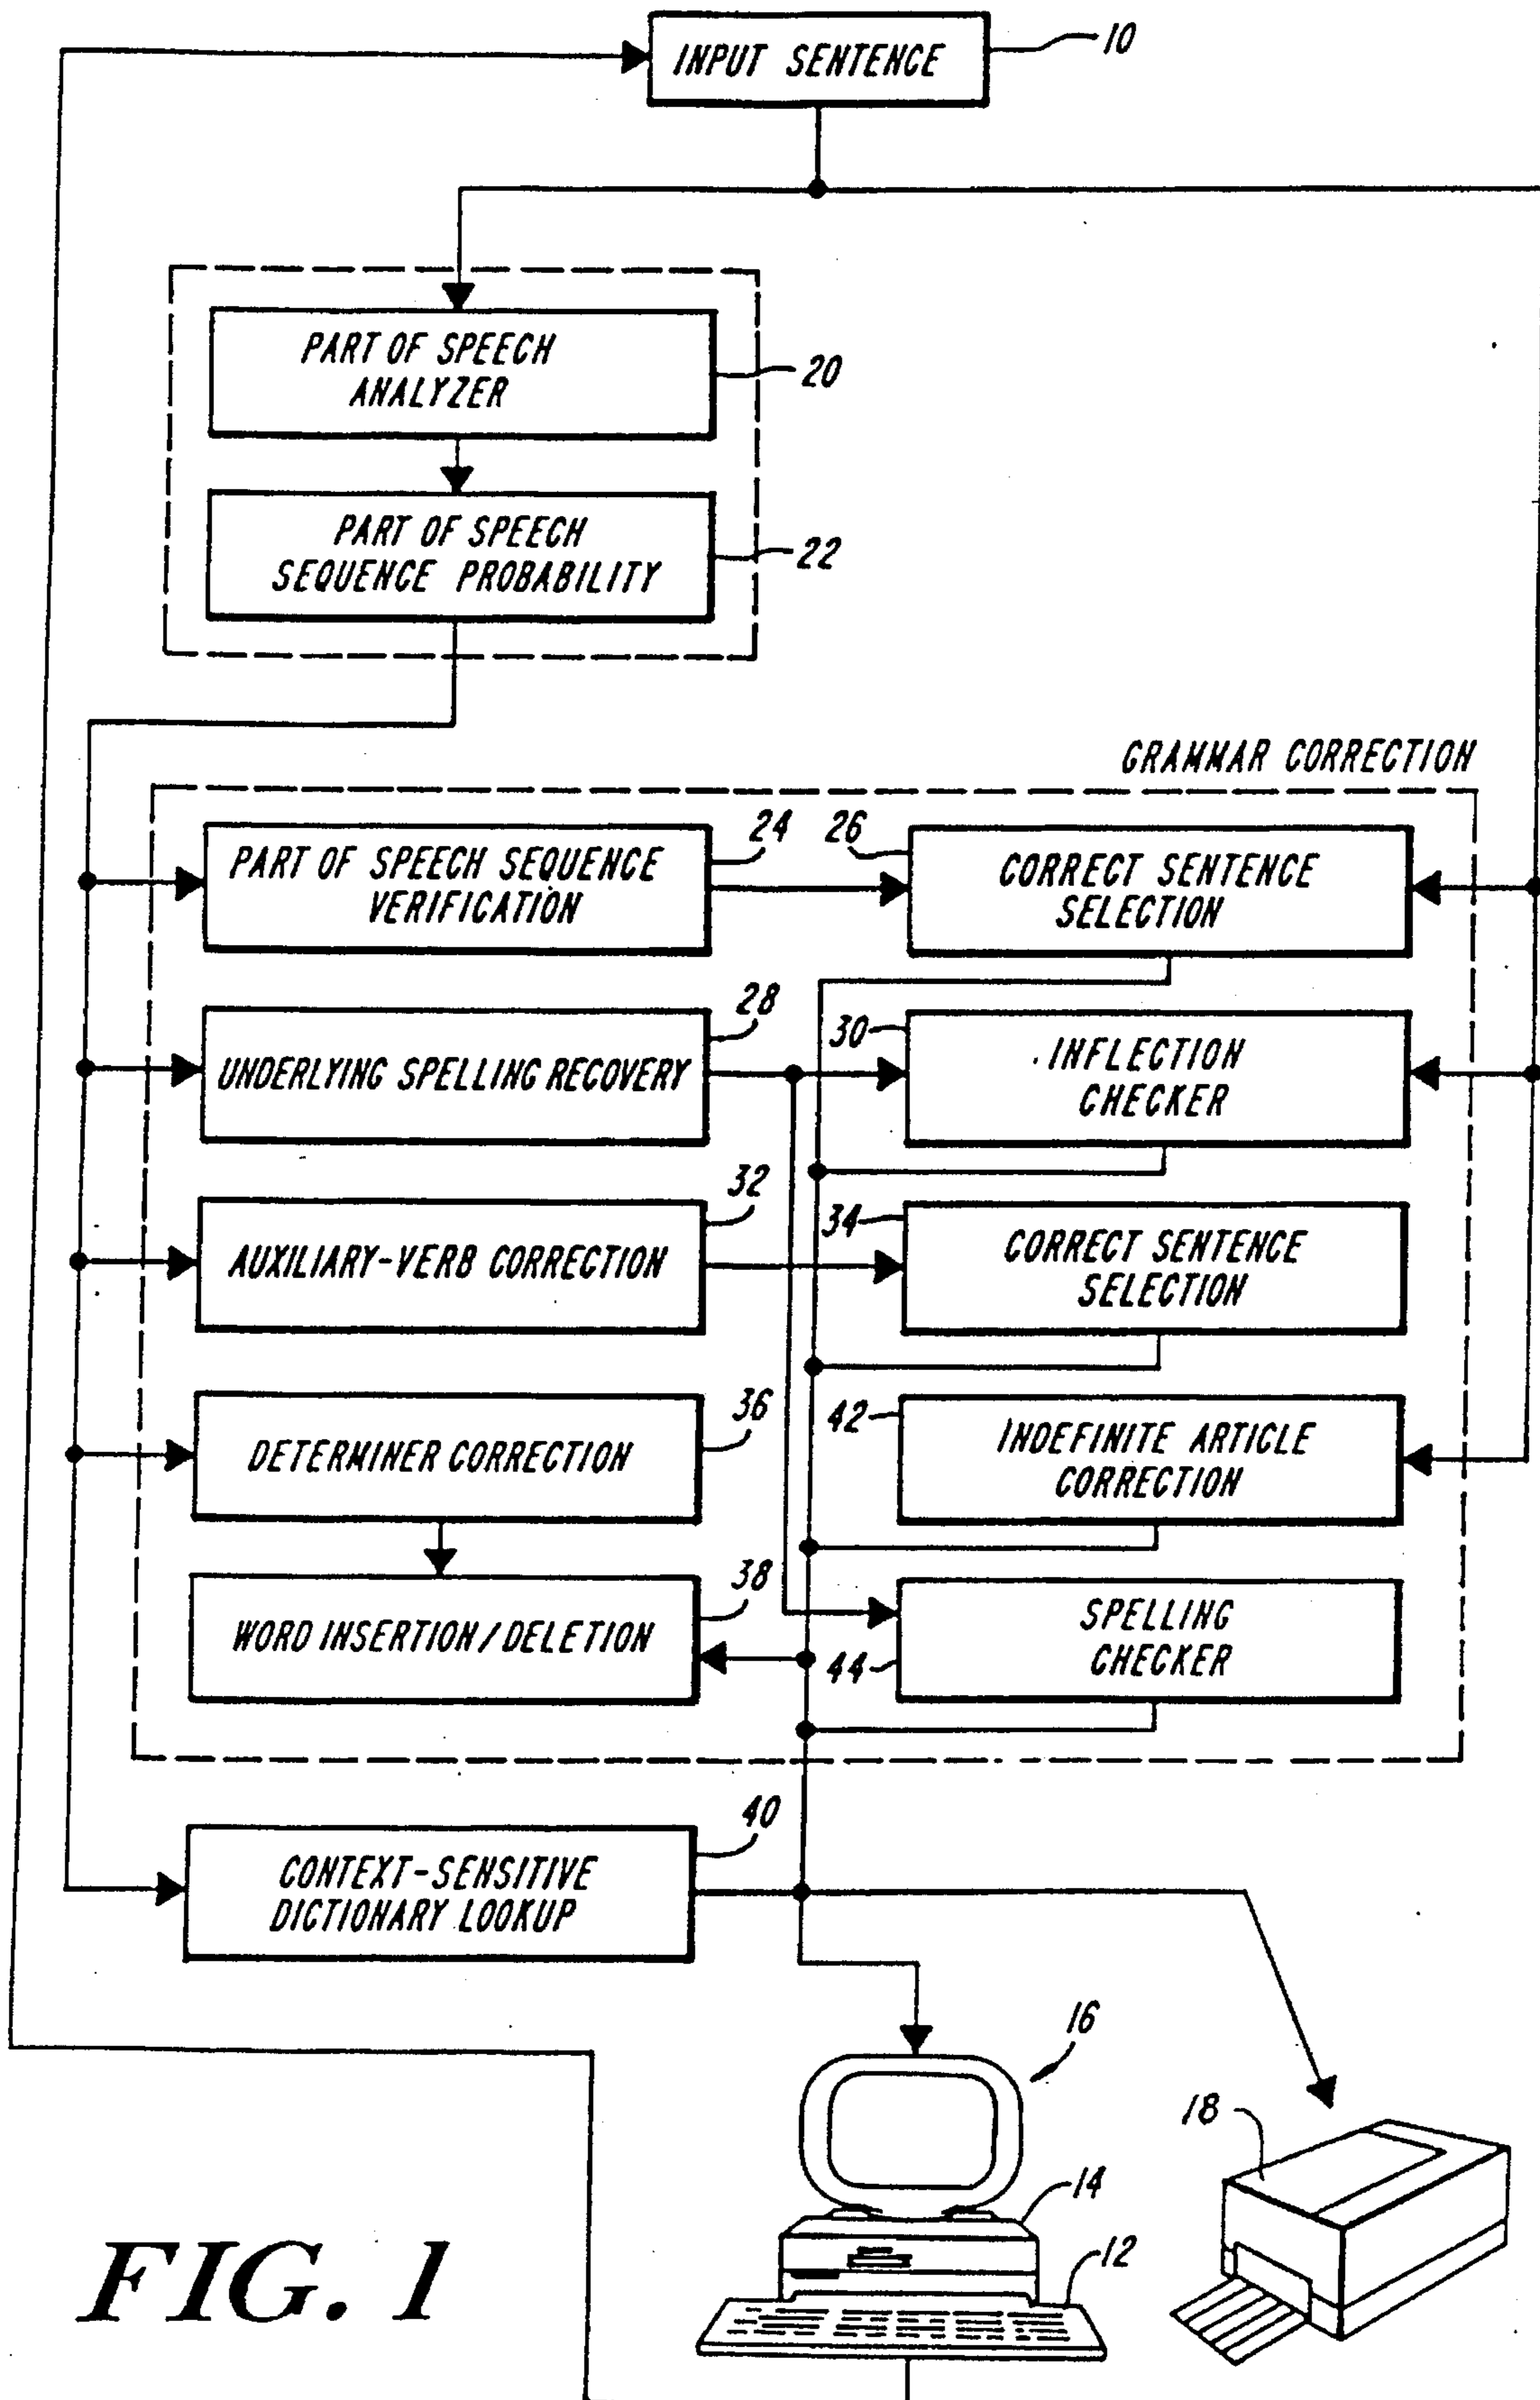 INPUT SENTENCE
10
PART OF SPEECH
ANALYZER
20
PART OF SPEECH
SEQUENCE PROBABILITY
22
GRAMMAR CORRECTION
PART OF SPEECH SEQUENCE
VERIFICATION
24
26
CORRECT SENTENCE
SELECTION
UNDERLYING SPELLING RECOVERY
28
30
INFLECTION
CHECKER
AUXILIARY-VERB CORRECTION
32
34
CORRECT SENTENCE
SELECTION
DETERMINER CORRECTION
36
42
INDEFINITE ARTICLE
CORRECTION
WORD INSERTION/DELETION
38
44
SPELLING
CHECKER
CONTEXT-SENSITIVE
DICTIONARY LOOKUP
40
16
18
14
12
FIG. 1